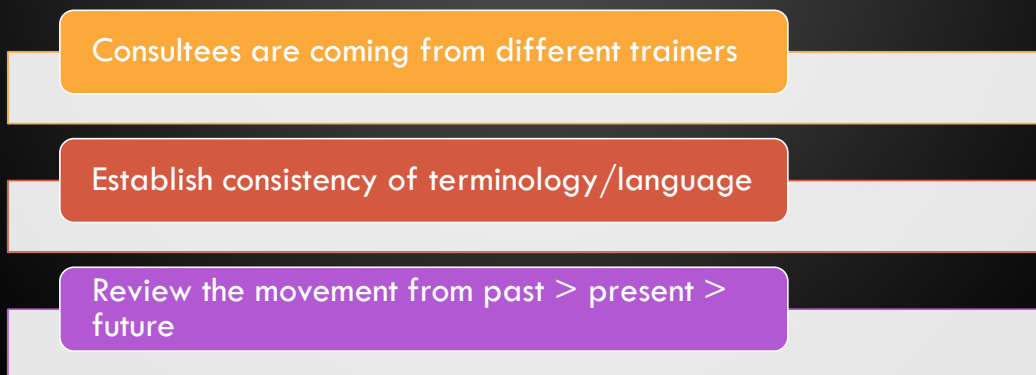 Consultees are coming from different trainers
Establish consistency of terminology/language
Review the movement from past > present >
future